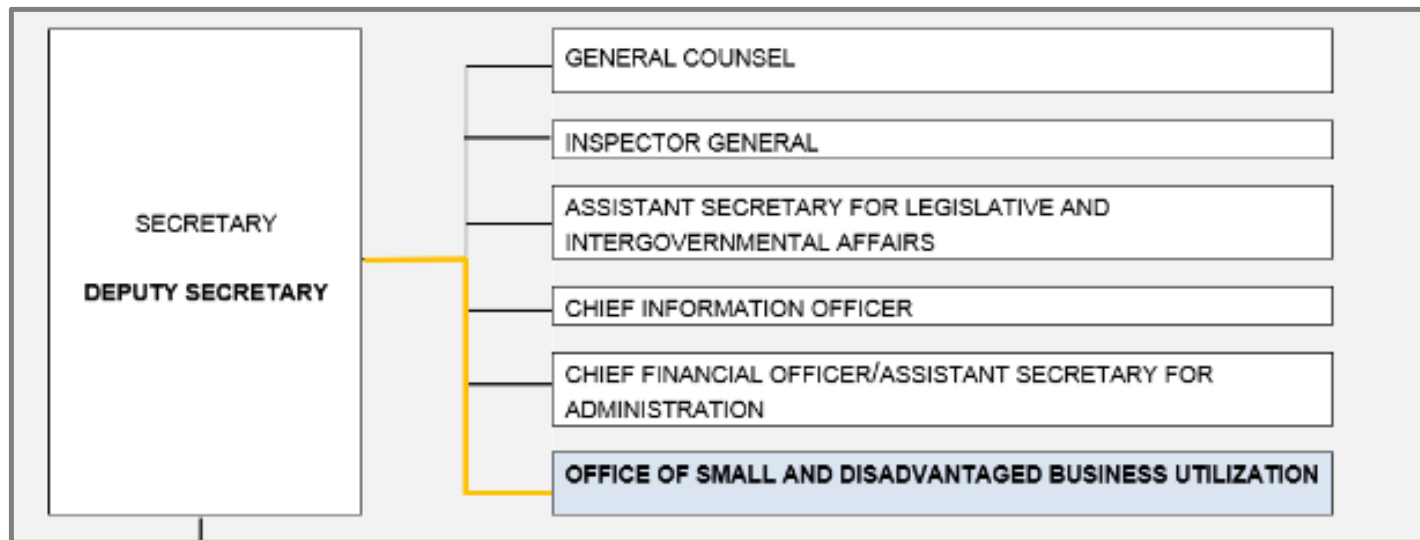 SECRETARY
DEPUTY SECRETARY
GENERAL COUNSEL
INSPECTOR GENERAL
ASSISTANT SECRETARY FOR LEGISLATIVE AND
INTERGOVERNMENTAL AFFAIRS
CHIEF INFORMATION OFFICER
CHIEF FINANCIAL OFFICER/ASSISTANT SECRETARY FOR
ADMINISTRATION
OFFICE OF SMALL AND DISADVANTAGED BUSINESS UTILIZATION